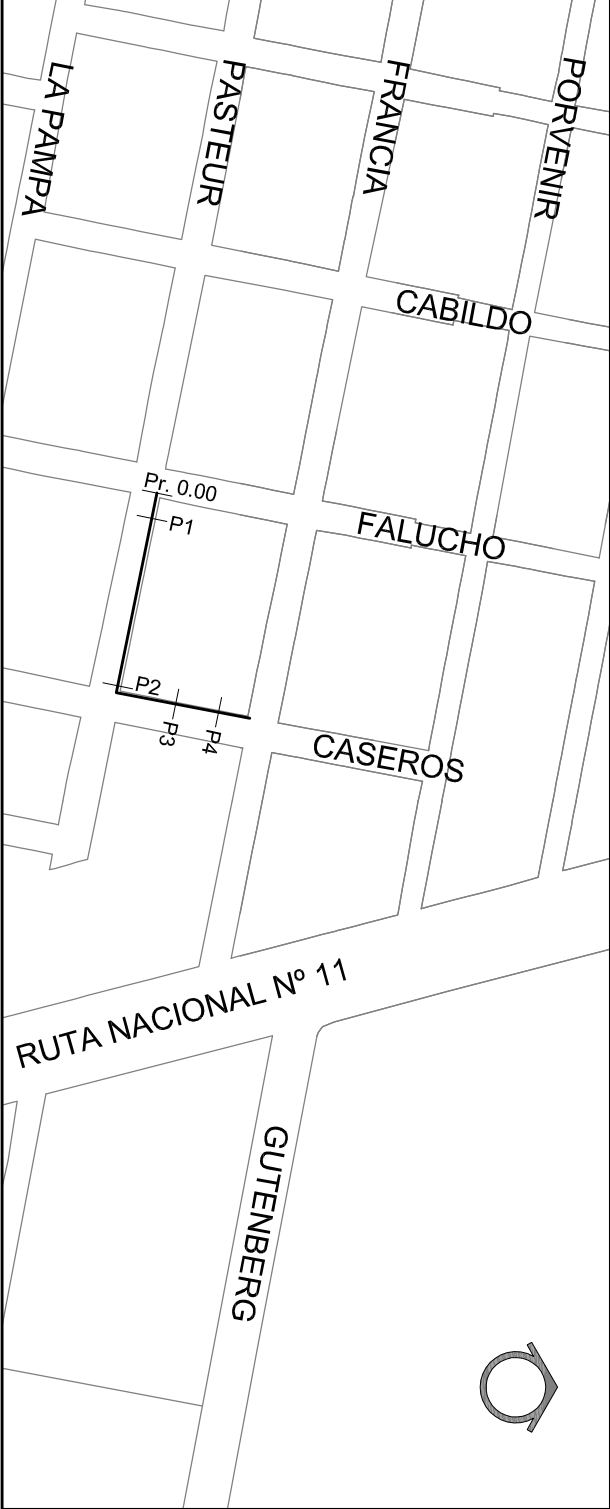 LA PAMPA
PASTEUR
FRANCIA
PORVENIR
CABILDO
Pr. 0.00
P1
FALUCHO
P2
P3
P4
CASEROS
RUTA NACIONAL Nº 11
GUTENBERG